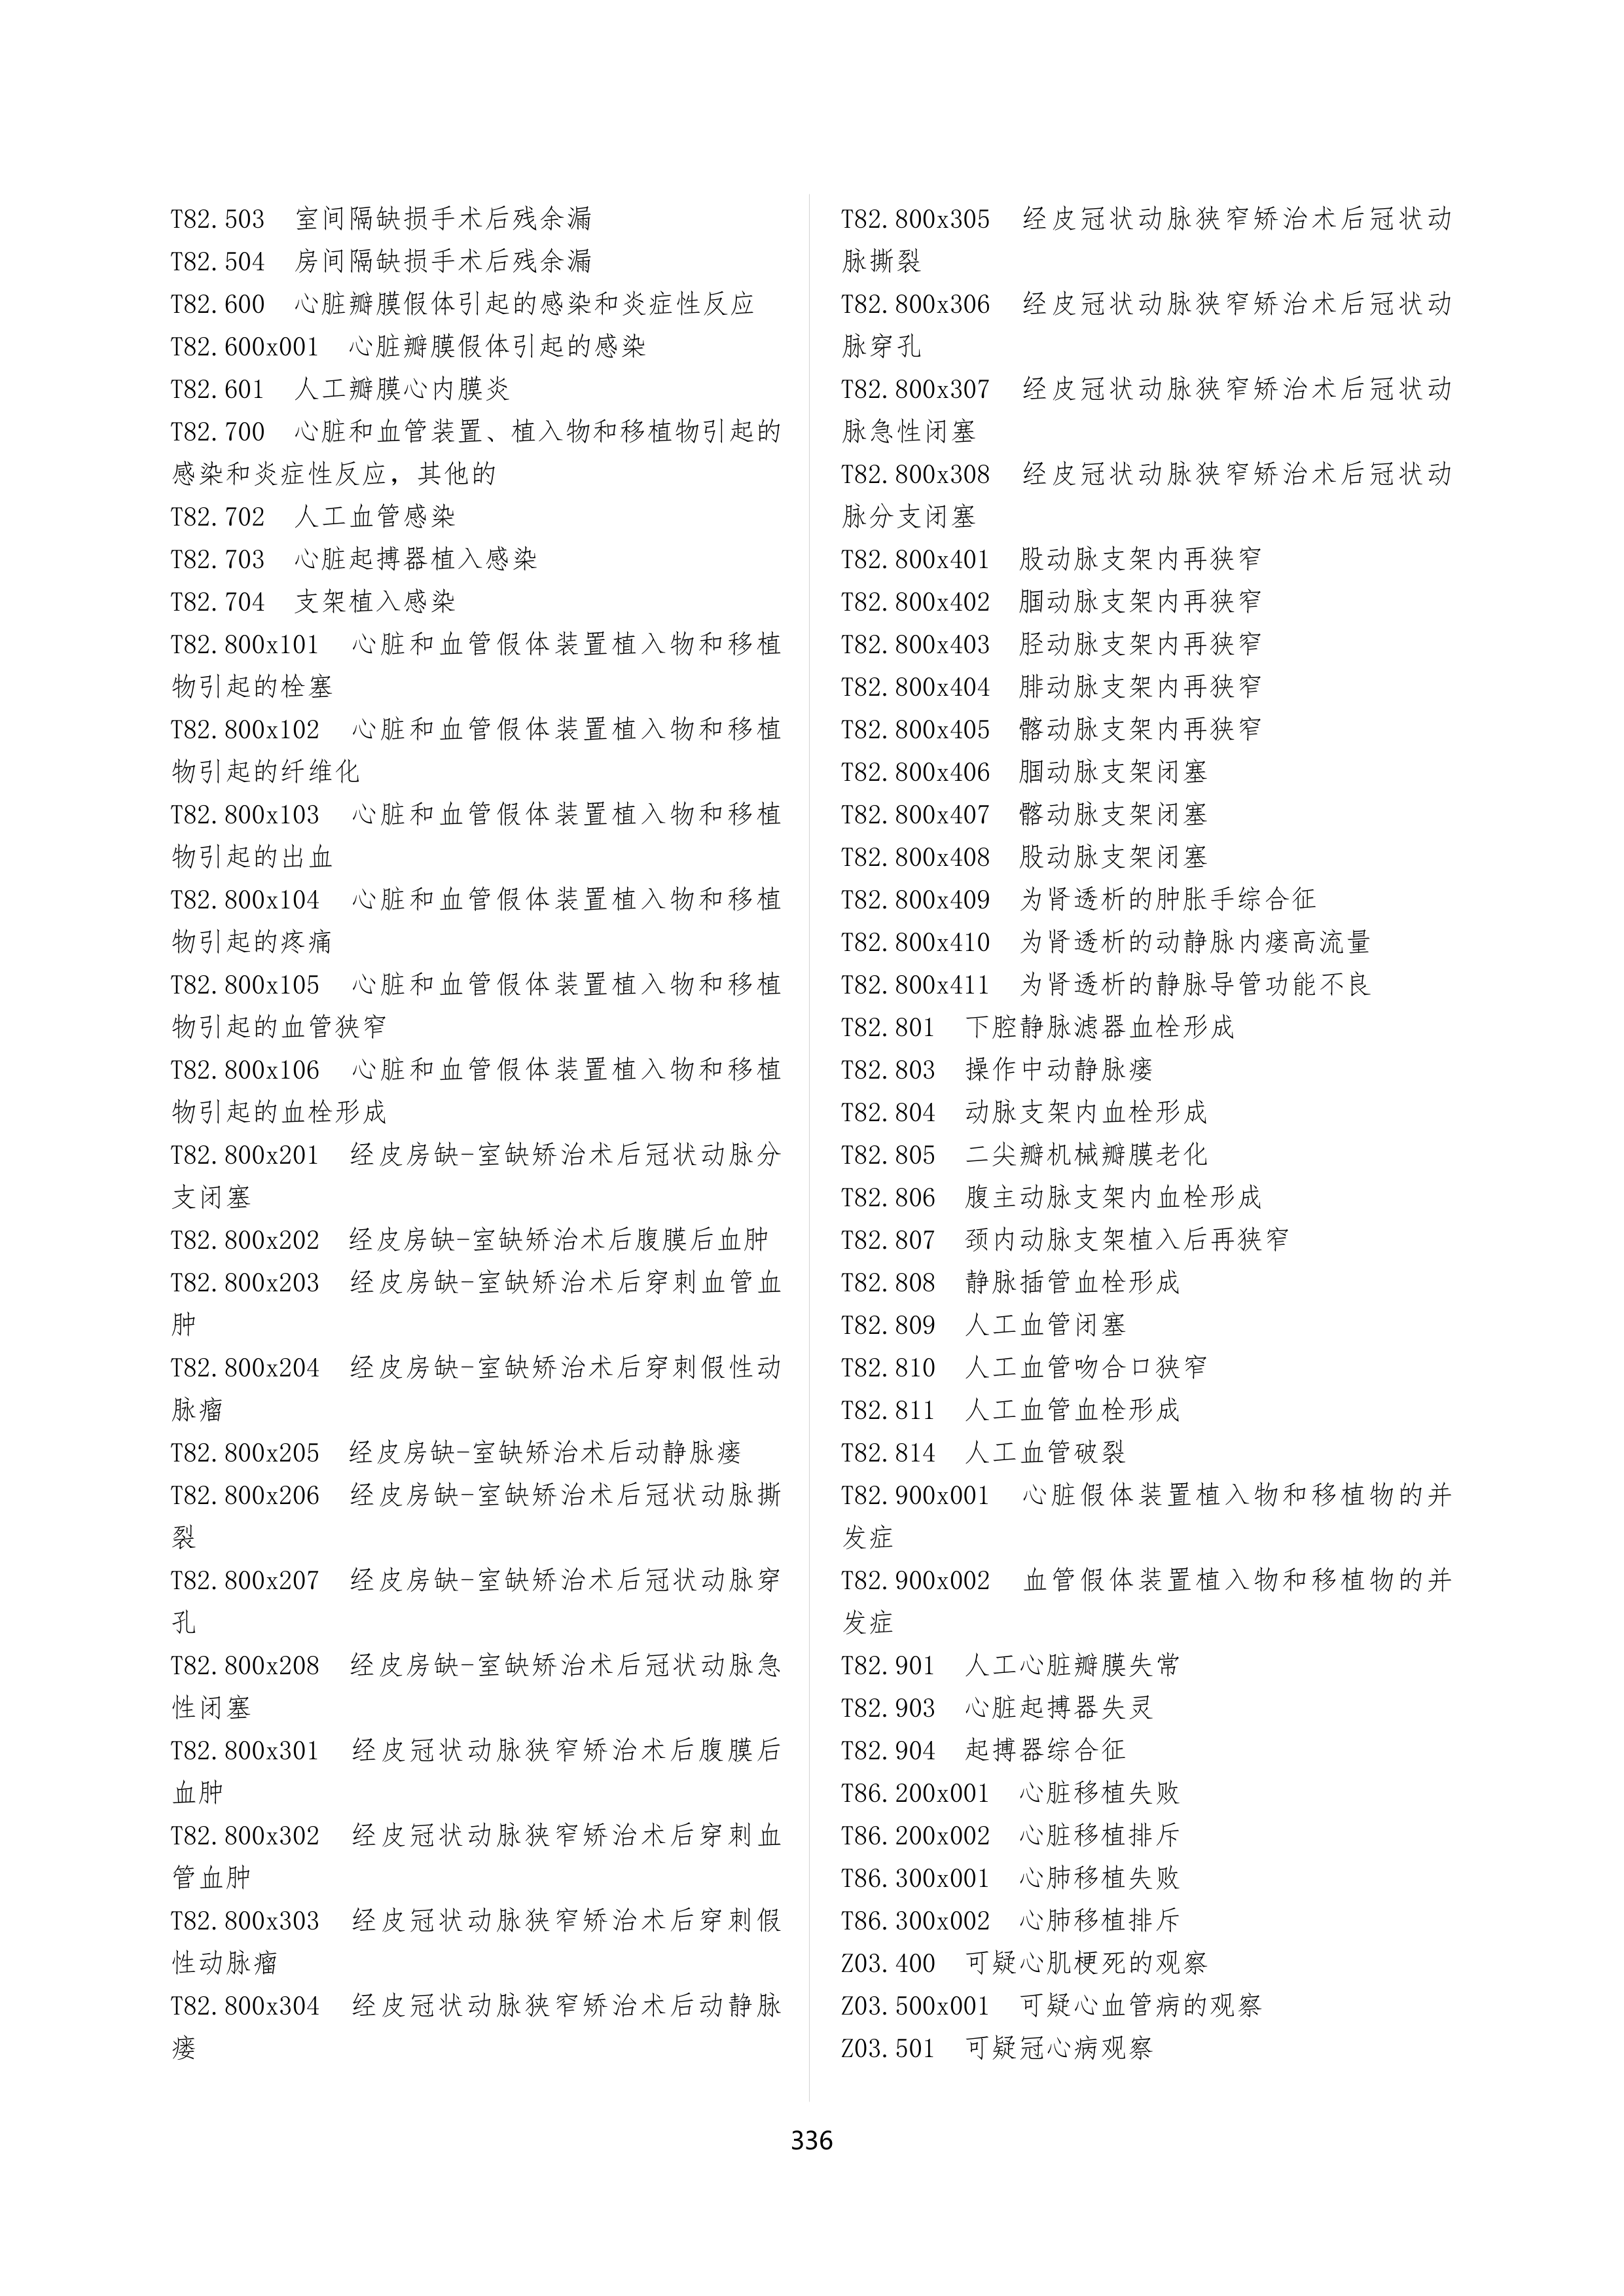 T82.503　室间隔缺损手术后残余漏
T82.504　房间隔缺损手术后残余漏
T82.600　心脏瓣膜假体引起的感染和炎症性反应
T82.600x001　心脏瓣膜假体引起的感染
T82.601　人工瓣膜心内膜炎
T82.700　心脏和血管装置、植入物和移植物引起的
感染和炎症性反应，其他的
T82.702　人工血管感染
T82.703　心脏起搏器植入感染
T82.704　支架植入感染
T82.800x101　心脏和血管假体装置植入物和移植
物引起的栓塞
T82.800x102　心脏和血管假体装置植入物和移植
物引起的纤维化
T82.800x103　心脏和血管假体装置植入物和移植
物引起的出血
T82.800x104　心脏和血管假体装置植入物和移植
物引起的疼痛
T82.800x105　心脏和血管假体装置植入物和移植
物引起的血管狭窄
T82.800x106　心脏和血管假体装置植入物和移植
物引起的血栓形成
T82.800x201　经皮房缺-室缺矫治术后冠状动脉分
支闭塞
T82.800x202　经皮房缺-室缺矫治术后腹膜后血肿
T82.800x203　经皮房缺-室缺矫治术后穿刺血管血
肿
T82.800x204　经皮房缺-室缺矫治术后穿刺假性动
脉瘤
T82.800x205　经皮房缺-室缺矫治术后动静脉瘘
T82.800x206　经皮房缺-室缺矫治术后冠状动脉撕
裂
T82.800x207　经皮房缺-室缺矫治术后冠状动脉穿
孔
T82.800x208　经皮房缺-室缺矫治术后冠状动脉急
性闭塞
T82.800x301　经皮冠状动脉狭窄矫治术后腹膜后
血肿
T82.800x302　经皮冠状动脉狭窄矫治术后穿刺血
管血肿
T82.800x303　经皮冠状动脉狭窄矫治术后穿刺假
性动脉瘤
T82.800x304　经皮冠状动脉狭窄矫治术后动静脉
瘘
T82.800x305　经皮冠状动脉狭窄矫治术后冠状动
脉撕裂
T82.800x306　经皮冠状动脉狭窄矫治术后冠状动
脉穿孔
T82.800x307　经皮冠状动脉狭窄矫治术后冠状动
脉急性闭塞
T82.800x308　经皮冠状动脉狭窄矫治术后冠状动
脉分支闭塞
T82.800x401　股动脉支架内再狭窄
T82.800x402　腘动脉支架内再狭窄
T82.800x403　胫动脉支架内再狭窄
T82.800x404　腓动脉支架内再狭窄
T82.800x405　髂动脉支架内再狭窄
T82.800x406　腘动脉支架闭塞
T82.800x407　髂动脉支架闭塞
T82.800x408　股动脉支架闭塞
T82.800x409　为肾透析的肿胀手综合征
T82.800x410　为肾透析的动静脉内瘘高流量
T82.800x411　为肾透析的静脉导管功能不良
T82.801　下腔静脉滤器血栓形成
T82.803　操作中动静脉瘘
T82.804　动脉支架内血栓形成
T82.805　二尖瓣机械瓣膜老化
T82.806　腹主动脉支架内血栓形成
T82.807　颈内动脉支架植入后再狭窄
T82.808　静脉插管血栓形成
T82.809　人工血管闭塞
T82.810　人工血管吻合口狭窄
T82.811　人工血管血栓形成
T82.814　人工血管破裂
T82.900x001　心脏假体装置植入物和移植物的并
发症
T82.900x002　血管假体装置植入物和移植物的并
发症
T82.901　人工心脏瓣膜失常
T82.903　心脏起搏器失灵
T82.904　起搏器综合征
T86.200x001　心脏移植失败
T86.200x002　心脏移植排斥
T86.300x001　心肺移植失败
T86.300x002　心肺移植排斥
Z03.400　可疑心肌梗死的观察
Z03.500x001　可疑心血管病的观察
Z03.501　可疑冠心病观察
336